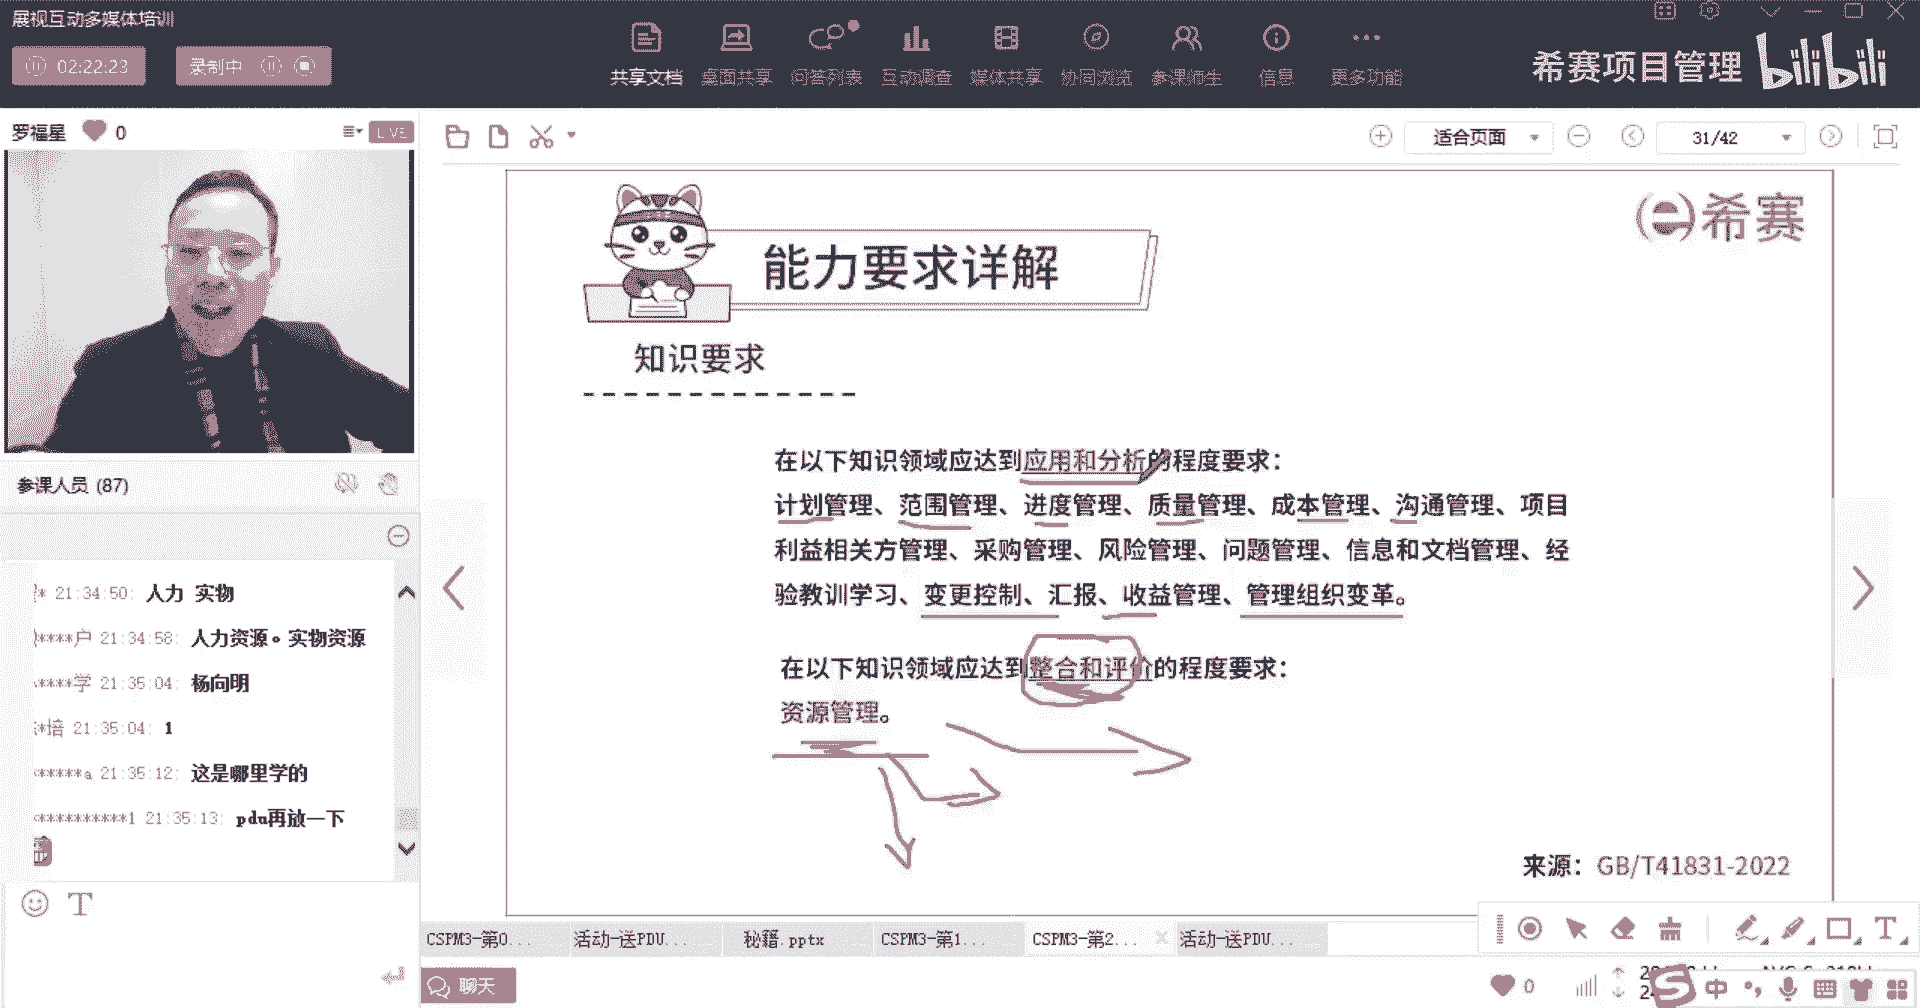 展视互动多媒体培训
02:22:23
录制中
共享文档
桌面共享
问答列表
互动调查
媒体共享
协同浏览
参课师生
信息
更多功能
希赛项目管理
bilibili
罗福星
0
LIVE
适合页面
31/42
希赛
能力要求详解
知识要求
在以下知识领域应达到应用和分析的程度要求：
计划管理、范围管理、进度管理、质量管理、成本管理、沟通管理、项目
利益相关方管理、采购管理、风险管理、问题管理、信息和文档管理、经
验教训学习、变更控制、汇报、收益管理、管理组织变革。
在以下知识领域应达到整合和评价的程度要求：
资源管理。
来源：GB/T41831-2022
参课人员 (87)
* 21:34:50: 人力 实物
****户 21:34:58: 人力资源。实物资源
****学 21:35:04: 杨向明
*培 21:35:04: 1
*****a 21:35:12: 这是哪里学的
**********1 21:35:13: pdu再放一下
CSPM3-第0...
活动-送PDU...
秘籍.pptx
CSPM3-第1...
CSPM3-第2...
活动-送PDU...
聊天
0
中